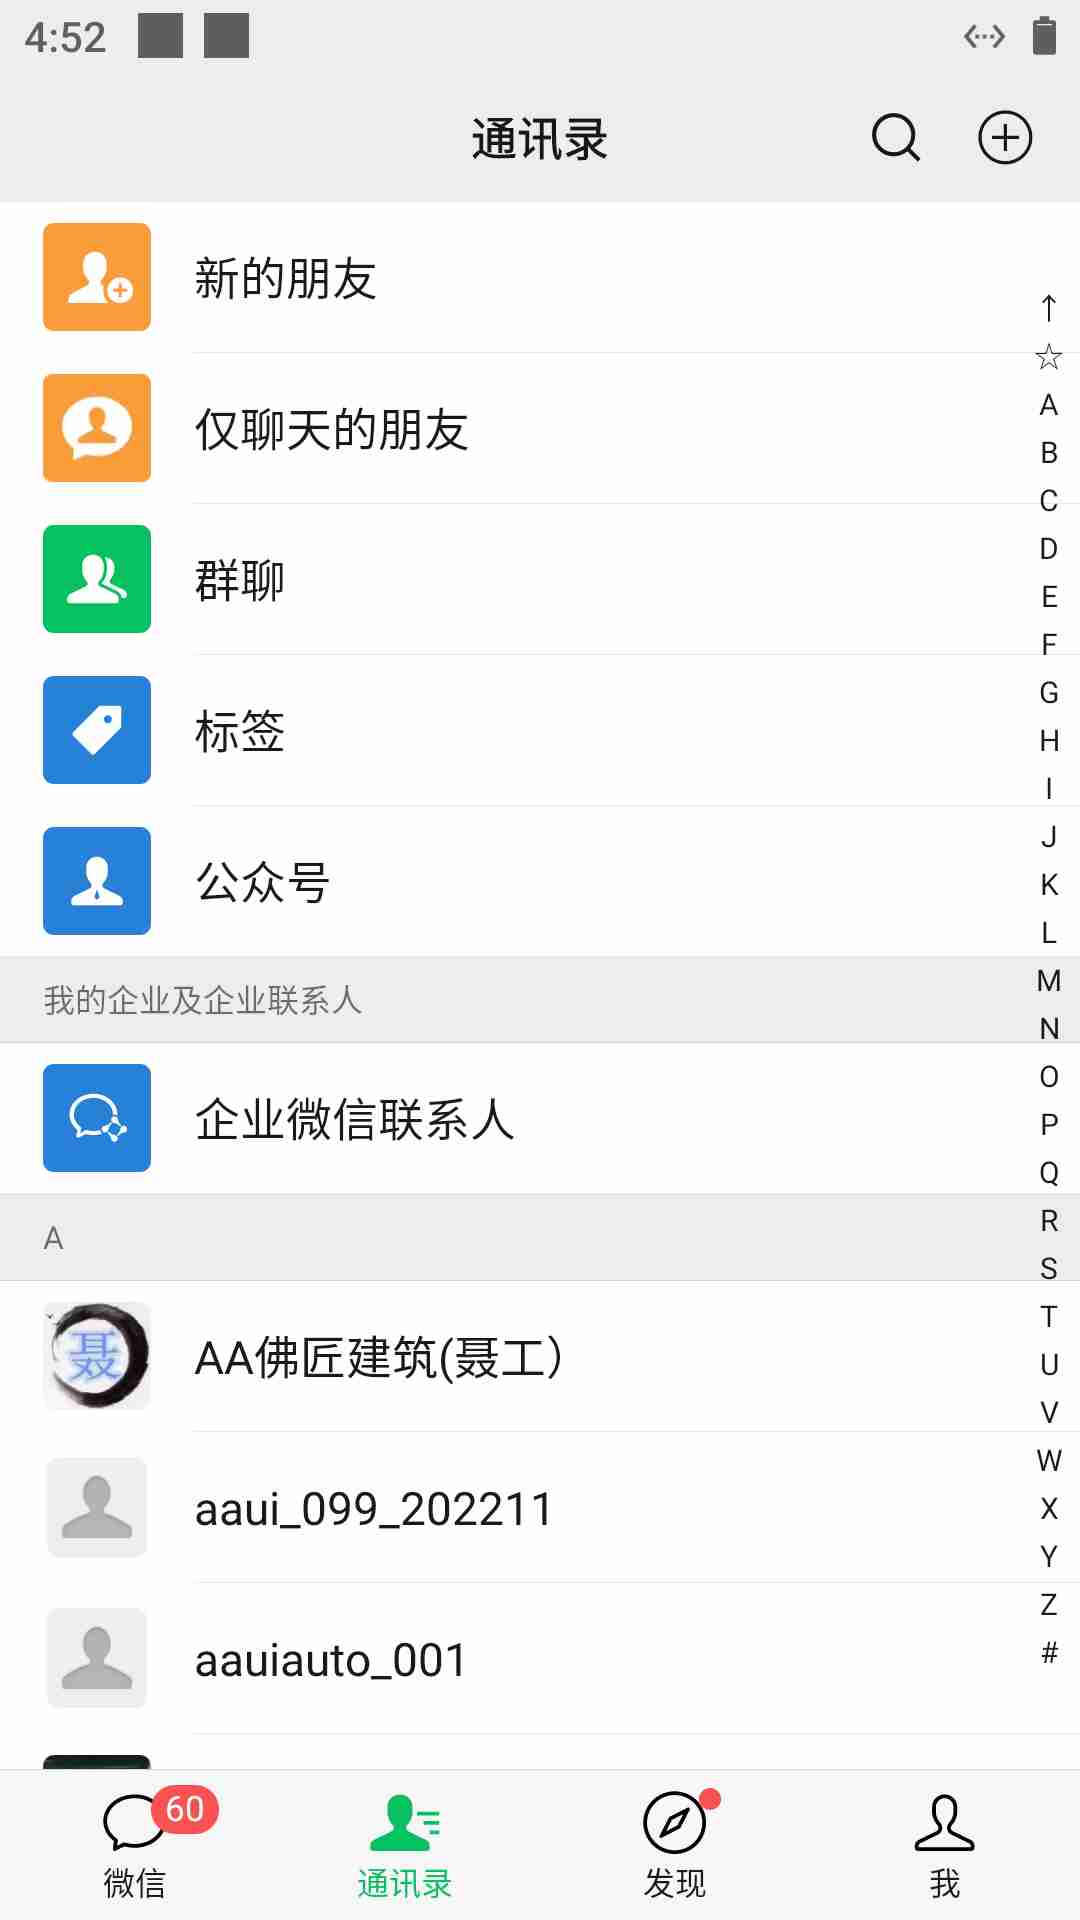 4:52
通讯录
新的朋友
仅聊天的朋友
群聊
标签
公众号
我的企业及企业联系人
企业微信联系人
A
聂
AA佛匠建筑(聂工）
aaui_099_202211
aauiauto_001
↑
☆
A
B
C
D
E
F
G
H
I
J
K
L
M
N
O
P
Q
R
S
T
U
V
W
X
Y
Z
#
60
微信
通讯录
发现
我